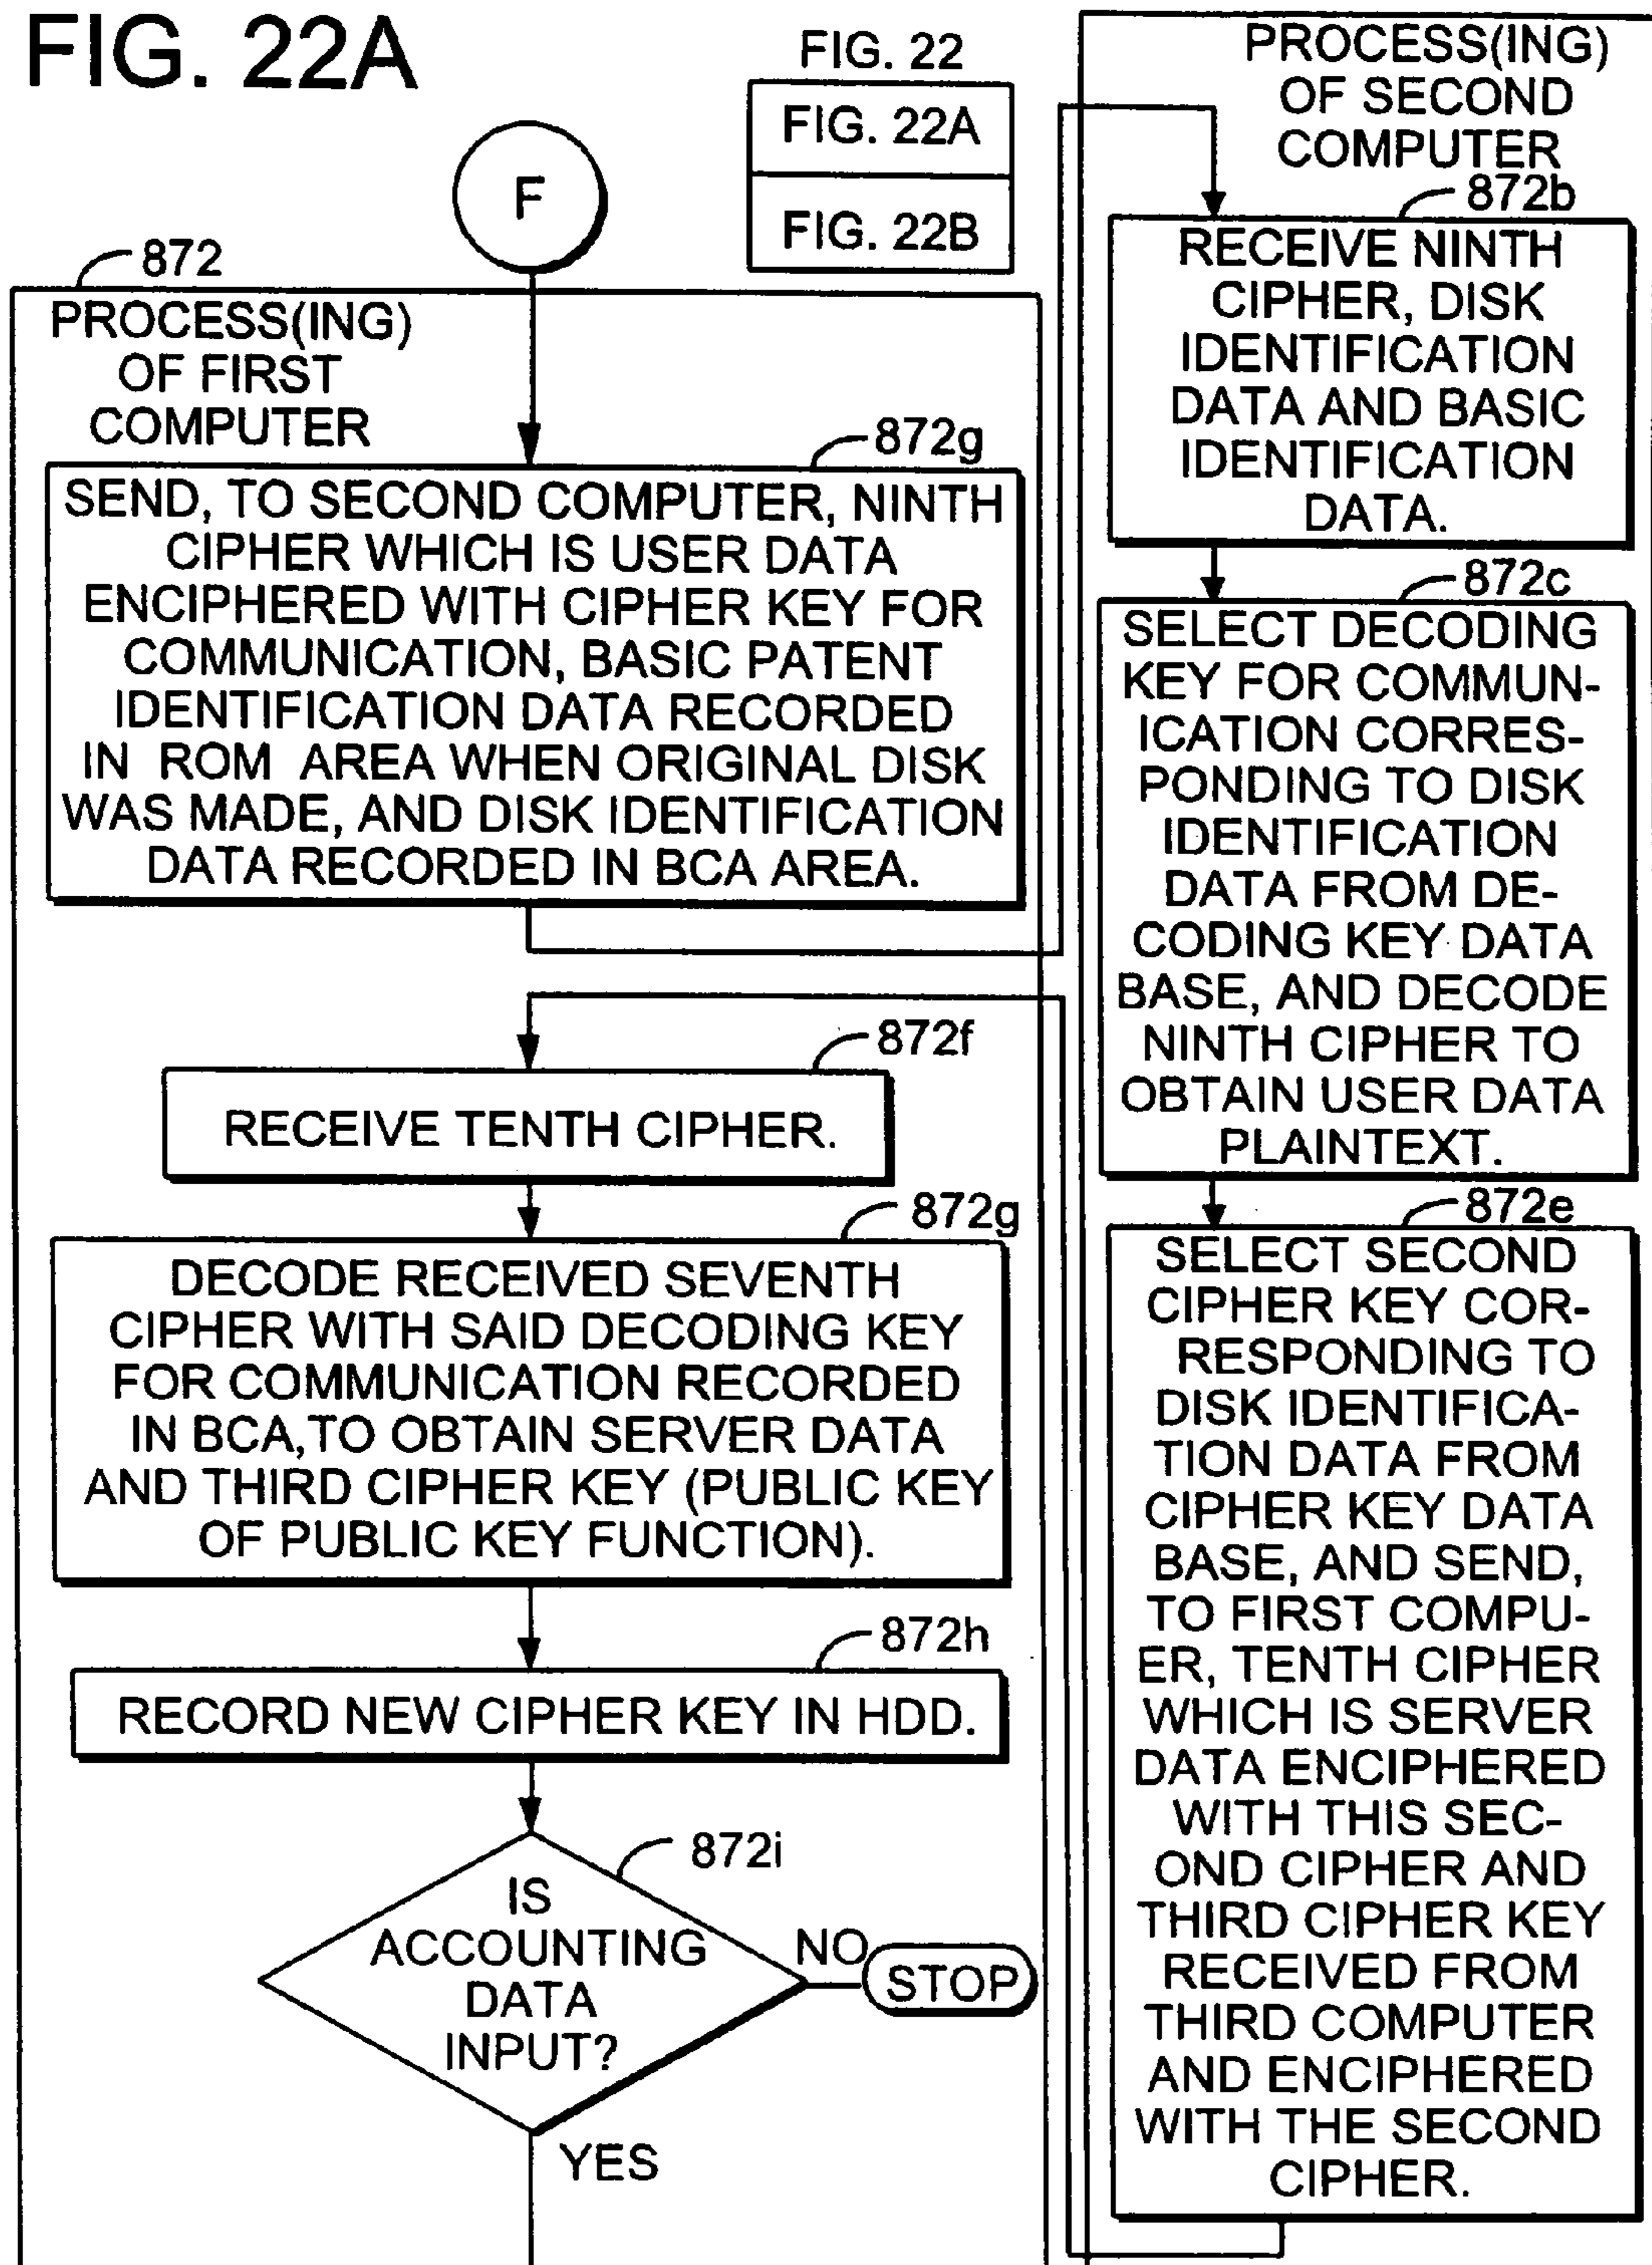 FIG. 22A
FIG. 22
FIG. 22A
FIG. 22B
F
872
PROCESS(ING)
OF FIRST
COMPUTER
872g
SEND, TO SECOND COMPUTER, NINTH
CIPHER WHICH IS USER DATA
ENCIPHERED WITH CIPHER KEY FOR
COMMUNICATION, BASIC PATENT
IDENTIFICATION DATA RECORDED
IN ROM AREA WHEN ORIGINAL DISK
WAS MADE, AND DISK IDENTIFICATION
DATA RECORDED IN BCA AREA.
872f
RECEIVE TENTH CIPHER.
872g
DECODE RECEIVED SEVENTH
CIPHER WITH SAID DECODING KEY
FOR COMMUNICATION RECORDED
IN BCA,TO OBTAIN SERVER DATA
AND THIRD CIPHER KEY (PUBLIC KEY
OF PUBLIC KEY FUNCTION).
872h
RECORD NEW CIPHER KEY IN HDD.
872i
IS
ACCOUNTING
DATA
INPUT?
NO
STOP
YES
PROCESS(ING)
OF SECOND
COMPUTER
872b
RECEIVE NINTH
CIPHER, DISK
IDENTIFICATION
DATA AND BASIC
IDENTIFICATION
DATA.
872c
SELECT DECODING
KEY FOR COMMUN-
ICATION CORRES-
PONDING TO DISK
IDENTIFICATION
DATA FROM DE-
CODING KEY DATA
BASE, AND DECODE
NINTH CIPHER TO
OBTAIN USER DATA
PLAINTEXT.
872e
SELECT SECOND
CIPHER KEY COR-
RESPONDING TO
DISK IDENTIFICA-
TION DATA FROM
CIPHER KEY DATA
BASE, AND SEND,
TO FIRST COMPU-
ER, TENTH CIPHER
WHICH IS SERVER
DATA ENCIPHERED
WITH THIS SEC-
OND CIPHER AND
THIRD CIPHER KEY
RECEIVED FROM
THIRD COMPUTER
AND ENCIPHERED
WITH THE SECOND
CIPHER.